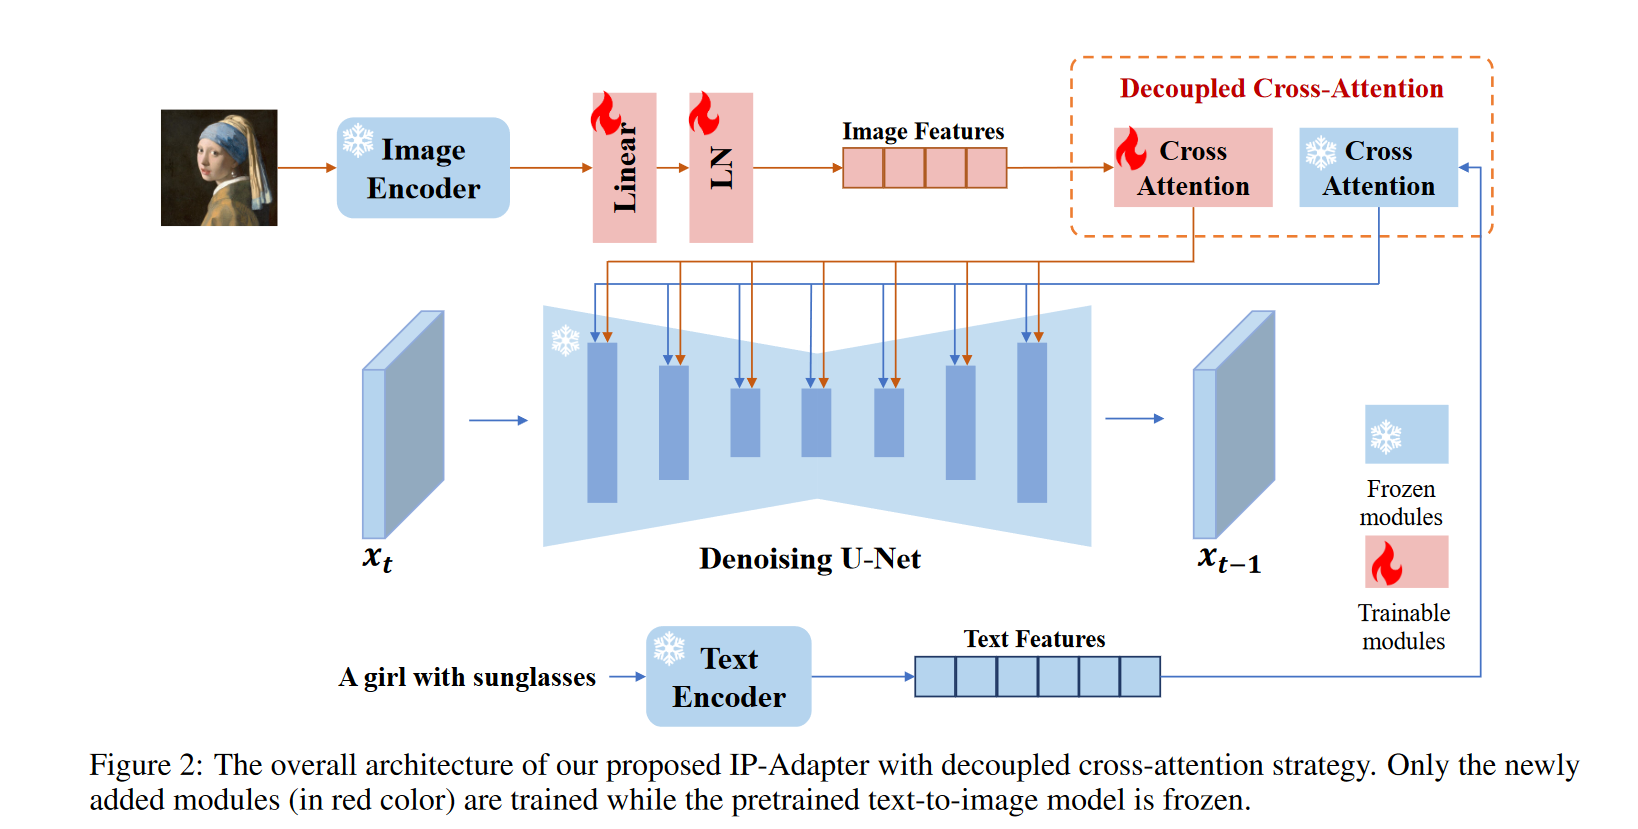 Decoupled Cross-Attention
Image
Encoder
Linear
LN
Image Features
Cross
Attention
Cross
Attention
x_t
Denoising U-Net
x_{t−1}
Frozen
modules
Trainable
modules
A girl with sunglasses
Text
Encoder
Text Features
Figure 2: The overall architecture of our proposed IP-Adapter with decoupled cross-attention strategy. Only the newly
added modules (in red color) are trained while the pretrained text-to-image model is frozen.